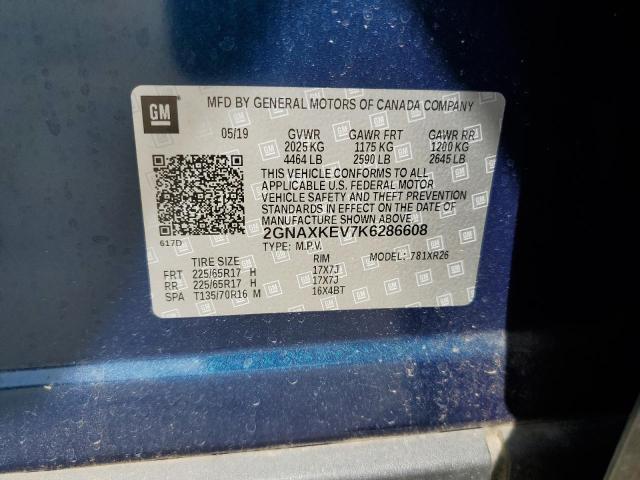 GM
MFD BY GENERAL MOTORS OF CANADA COMPANY
05/19 GVWR GAWR FRT GAWR RR
2025 KG 1175 KG 1200 KG
4464 LB 2590 LB 2645 LB
THIS VEHICLE CONFORMS TO ALL
APPLICABLE U.S. FEDERAL MOTOR
VEHICLE SAFETY AND THEFT PREVENTION
STANDARDS IN EFFECT ON THE DATE OF
MANUFACTURE SHOWN ABOVE.
617D
2GNAXKEV7K6286608
TYPE: M.P.V. MODEL: 781XR26
TIRE SIZE RIM
FRT 225/65R17 H 17X7J
RR 225/65R17 H 17X7J
SPA T135/70R16 M 16X4BT